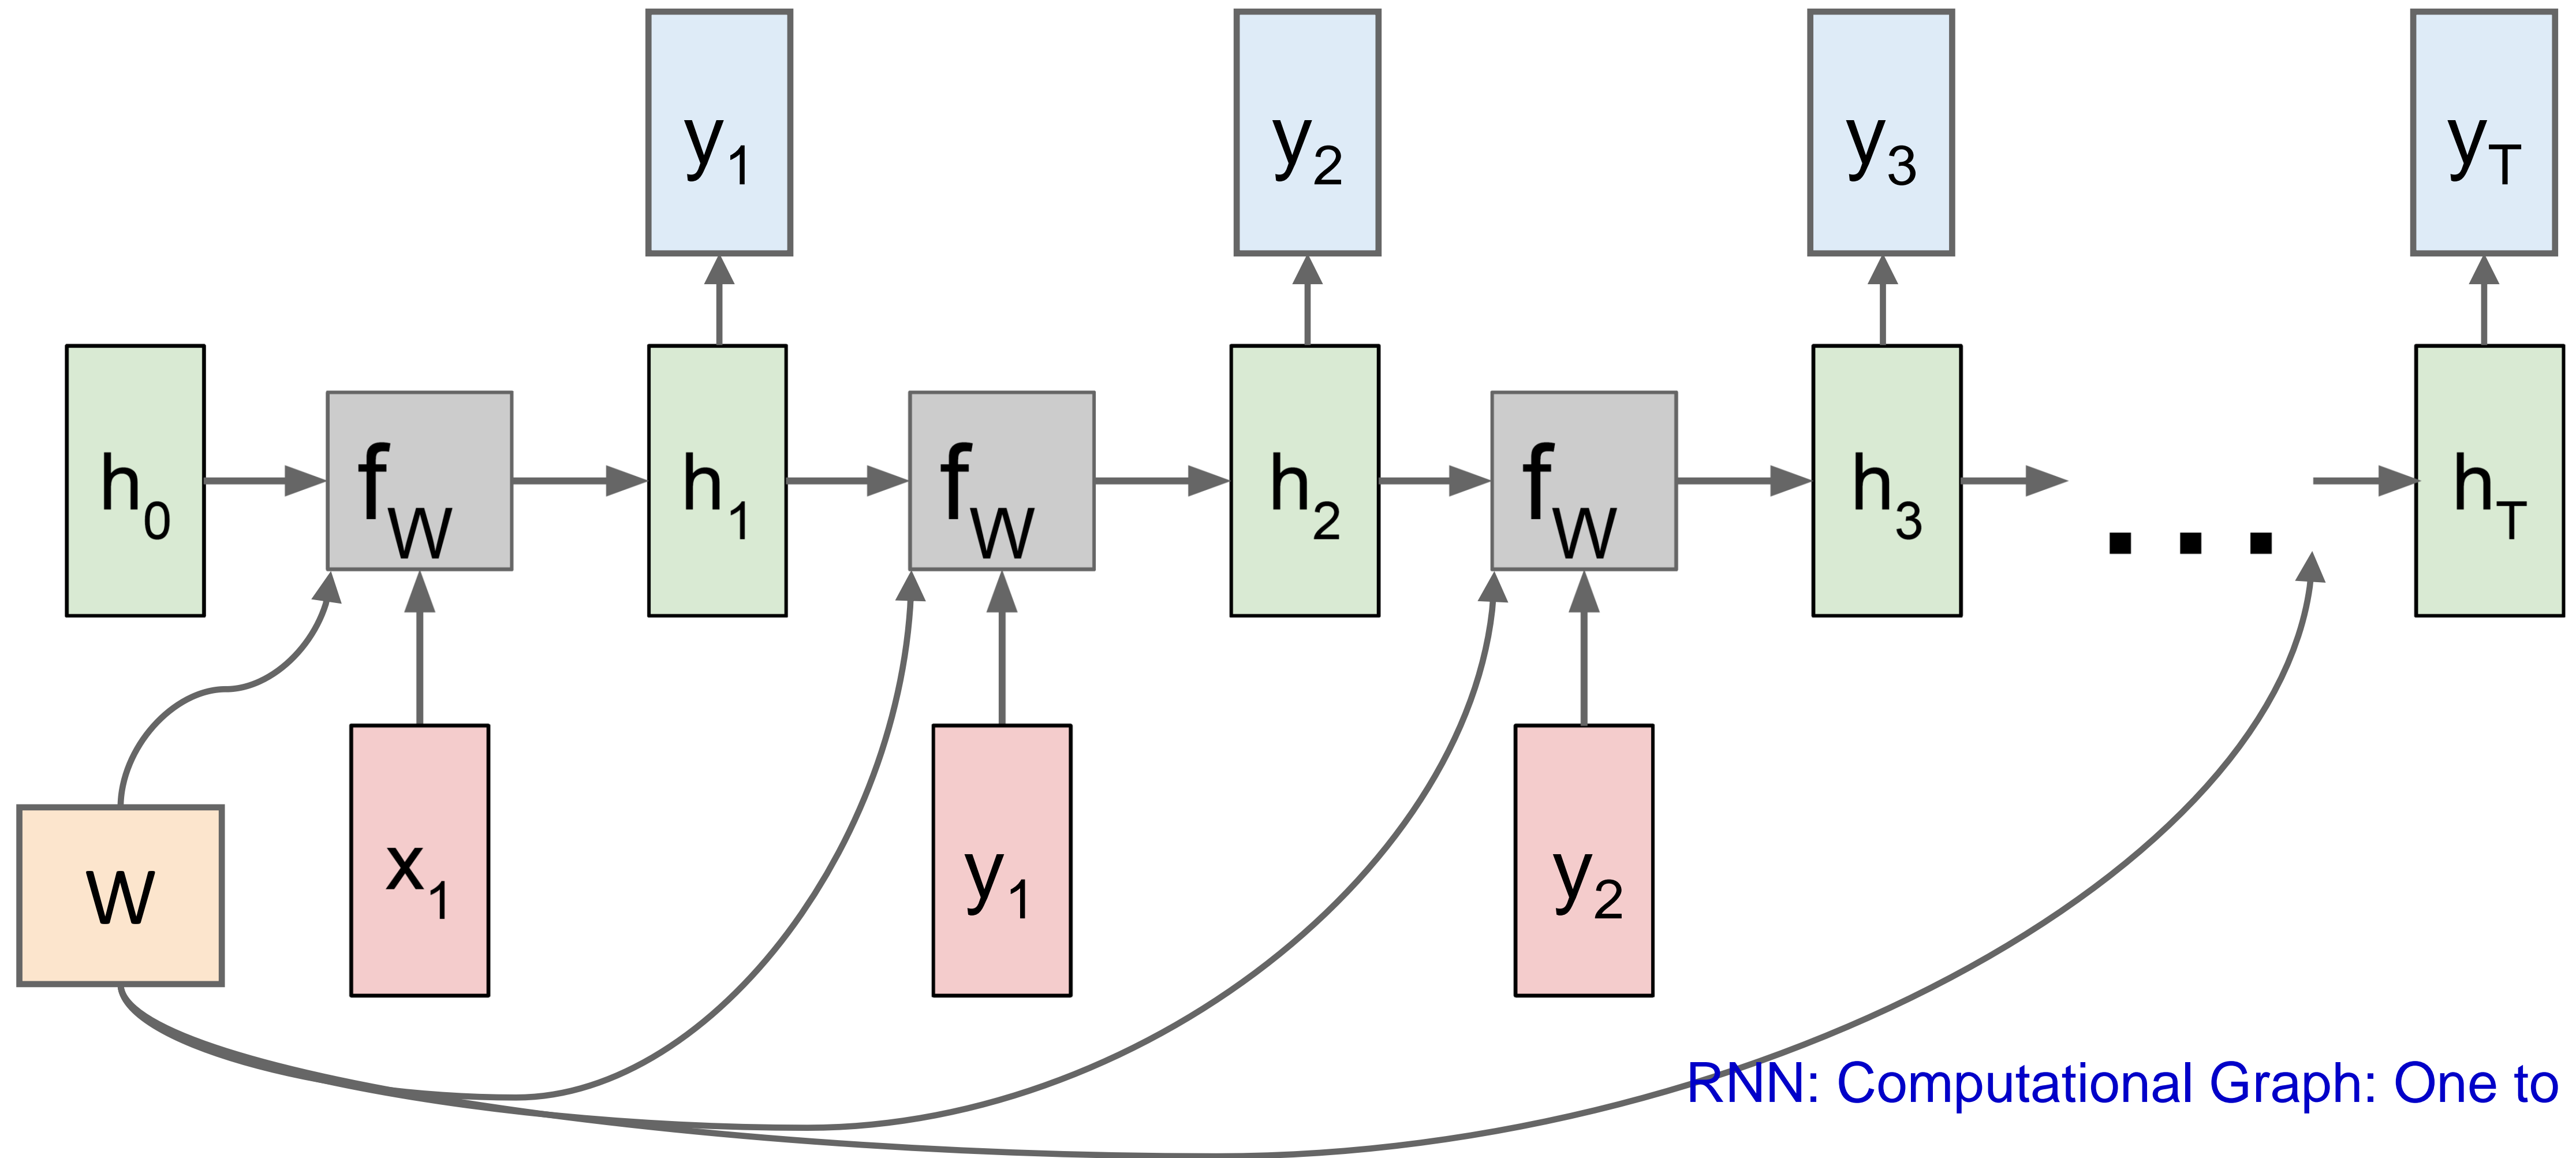 y1 y2 y3 yT
h0 fW h1 fW h2 fW h3 ... hT
W x1 y1 y2
RNN: Computational Graph: One to